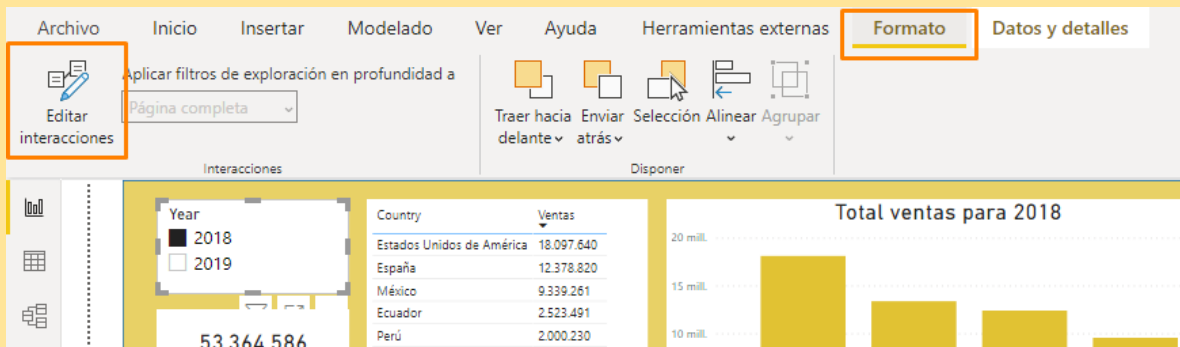 Archivo Inicio Insertar Modelado Ver Ayuda Herramientas externas Formato Datos y detalles
Editar
interacciones
Aplicar filtros de exploración en profundidad a
Página completa
Interacciones
Traer hacia
delante
Enviar
atrás
Selección
Alinear
Agrupar
Disponer
Year
2018
2019
53.364.586
Country Ventas
Estados Unidos de América 18.097.640
España 12.378.820
México 9.339.261
Ecuador 2.523.491
Perú 2.000.230
Total ventas para 2018
20 mill.
15 mill.
10 mill.